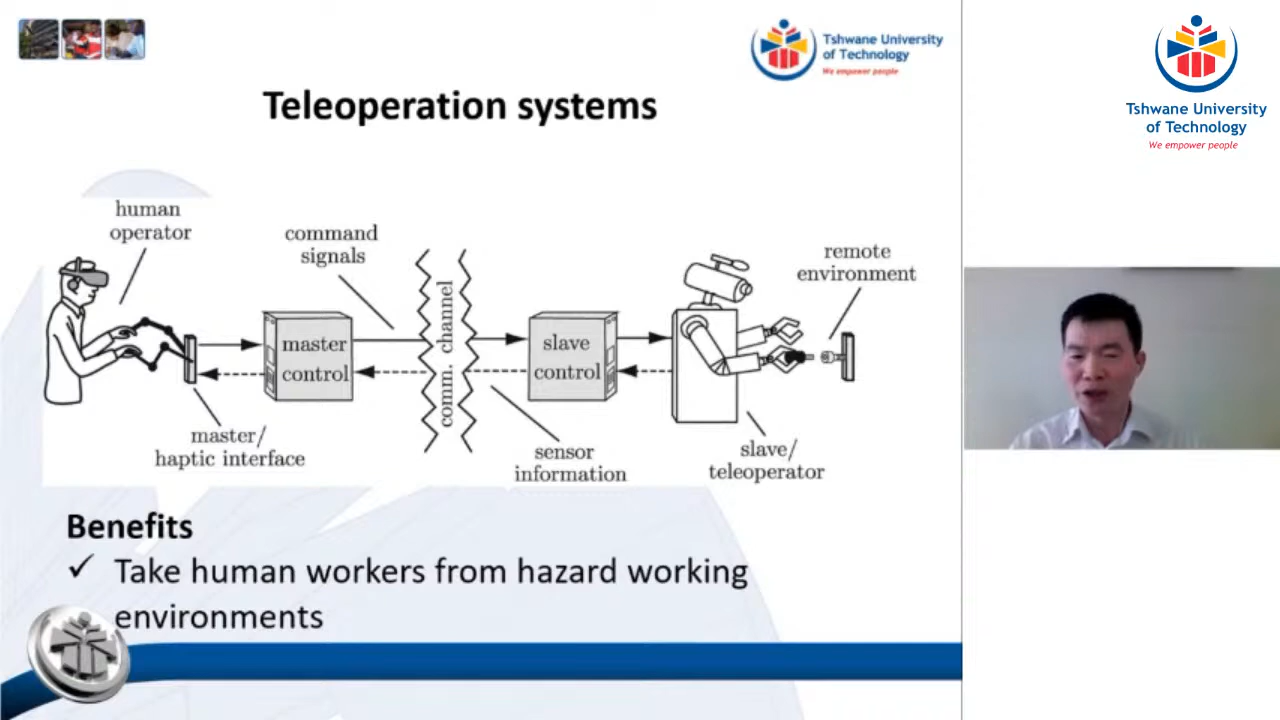 Tshwane University
of Technology
We empower people
Tshwane University
of Technology
We empower people
Teleoperation systems
human
operator
command
signals
comm. channel
remote
environment
master
control
slave
control
master/
haptic interface
sensor
information
slave/
teleoperator
Benefits
✓ Take human workers from hazard working
environments